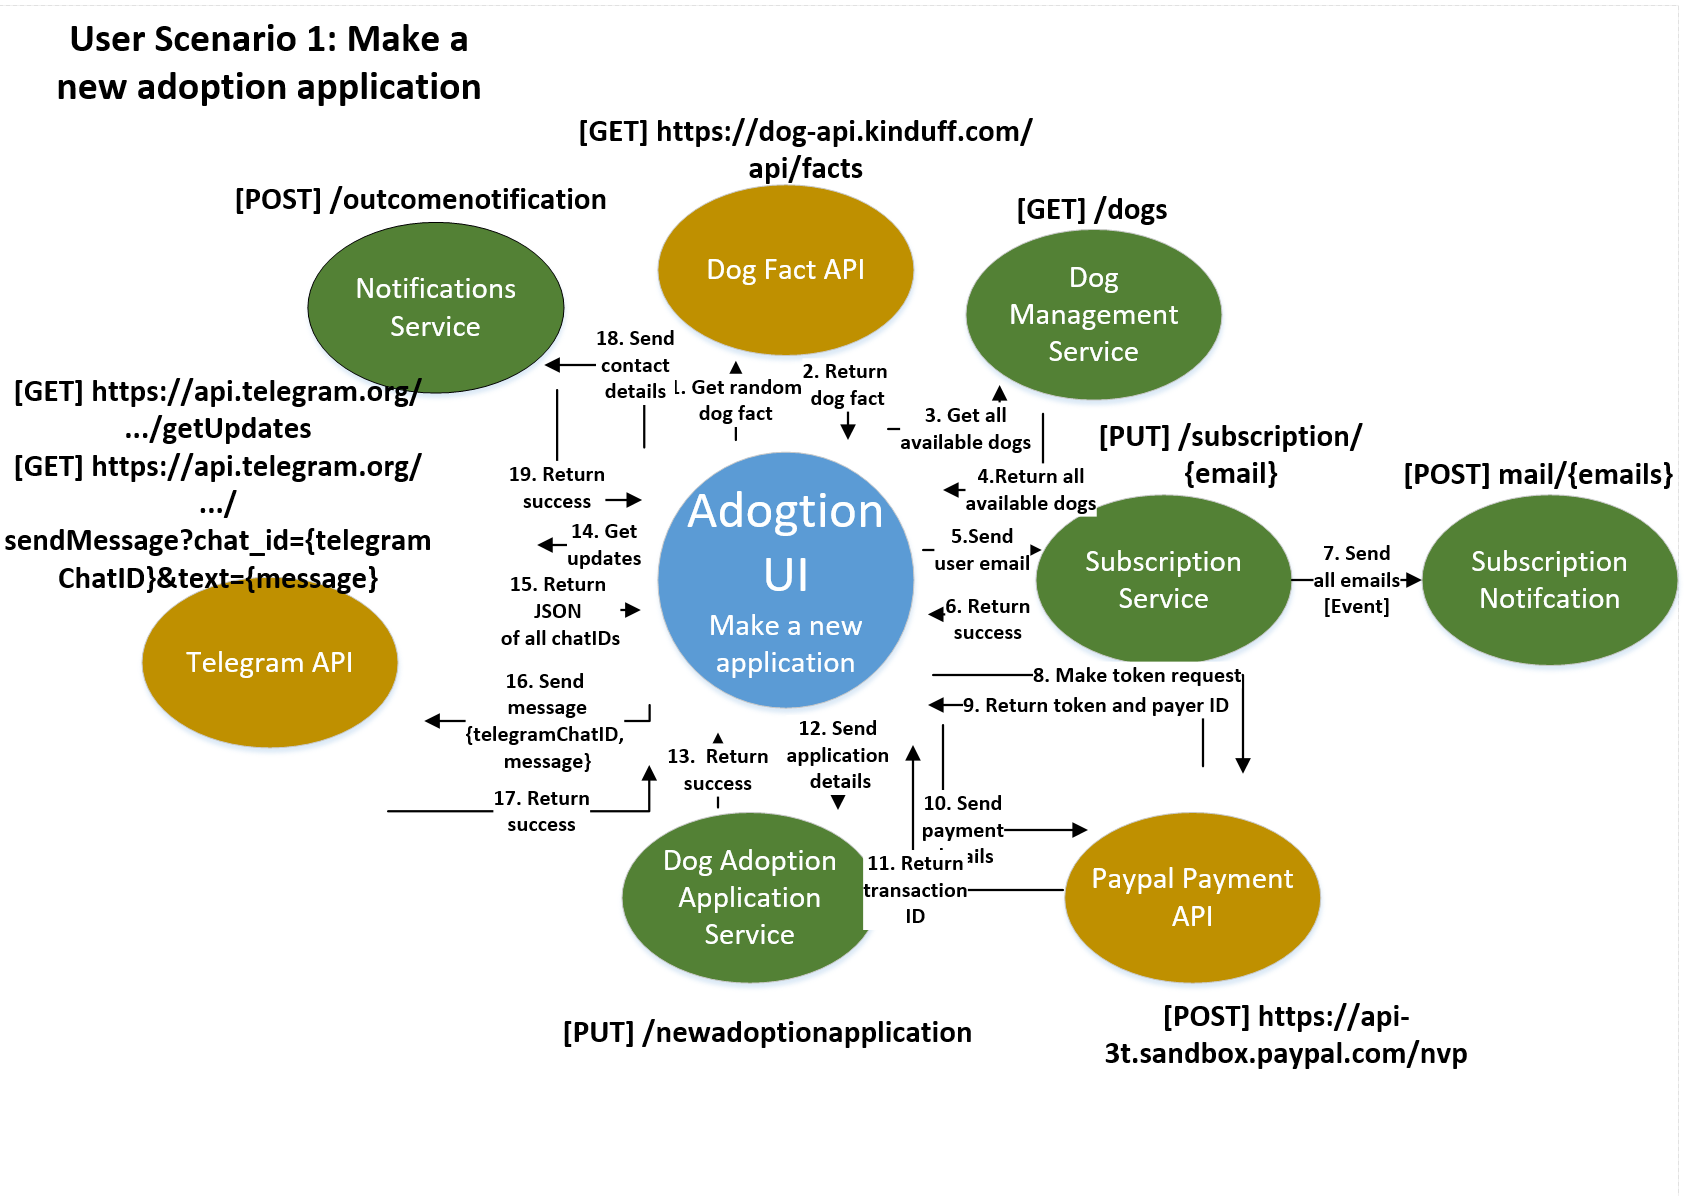 User Scenario 1: Make a
new adoption application
[GET] https://dog-api.kinduff.com/
api/facts
[POST] /outcomenotification
[GET] /dogs
Dog Fact API
Notifications
Service
Dog
Management
Service
18. Send
contact
details
1. Get random
dog fact
2. Return
dog fact
3. Get all
available dogs
4.Return all
available dogs
[GET] https://api.telegram.org/
.../getUpdates
[GET] https://api.telegram.org/
.../
sendMessage?chat_id={telegram
ChatID}&text={message}
Telegram API
19. Return
success
14. Get
updates
15. Return
JSON
of all chatIDs
16. Send
message
{telegramChatID,
message}
17. Return
success
Adogtion
UI
Make a new
application
[PUT] /subscription/
{email}
[POST] mail/{emails}
5.Send
user email
6. Return
success
Subscription
Service
7. Send
all emails
[Event]
Subscription
Notifcation
8. Make token request
9. Return token and payer ID
13. Return
success
12. Send
application
details
10. Send
payment
11. Return
transaction
ID
Dog Adoption
Application
Service
Paypal Payment
API
[PUT] /newadoptionapplication
[POST] https://api-
3t.sandbox.paypal.com/nvp